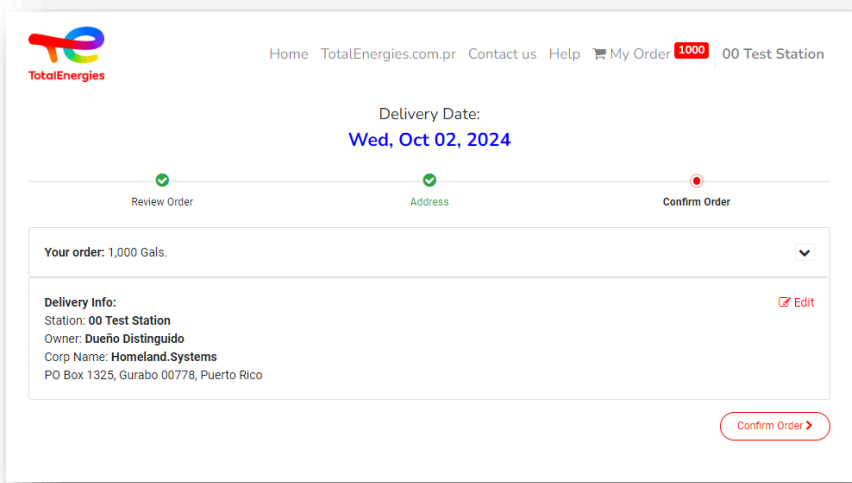 TotalEnergies
Home TotalEnergies.com.pr Contact us Help My Order 1000 00 Test Station
Delivery Date:
Wed, Oct 02, 2024
Review Order Address Confirm Order
Your order: 1,000 Gals.
Delivery Info:
Edit
Station: 00 Test Station
Owner: Dueño Distinguido
Corp Name: Homeland.Systems
PO Box 1325, Gurabo 00778, Puerto Rico
Confirm Order